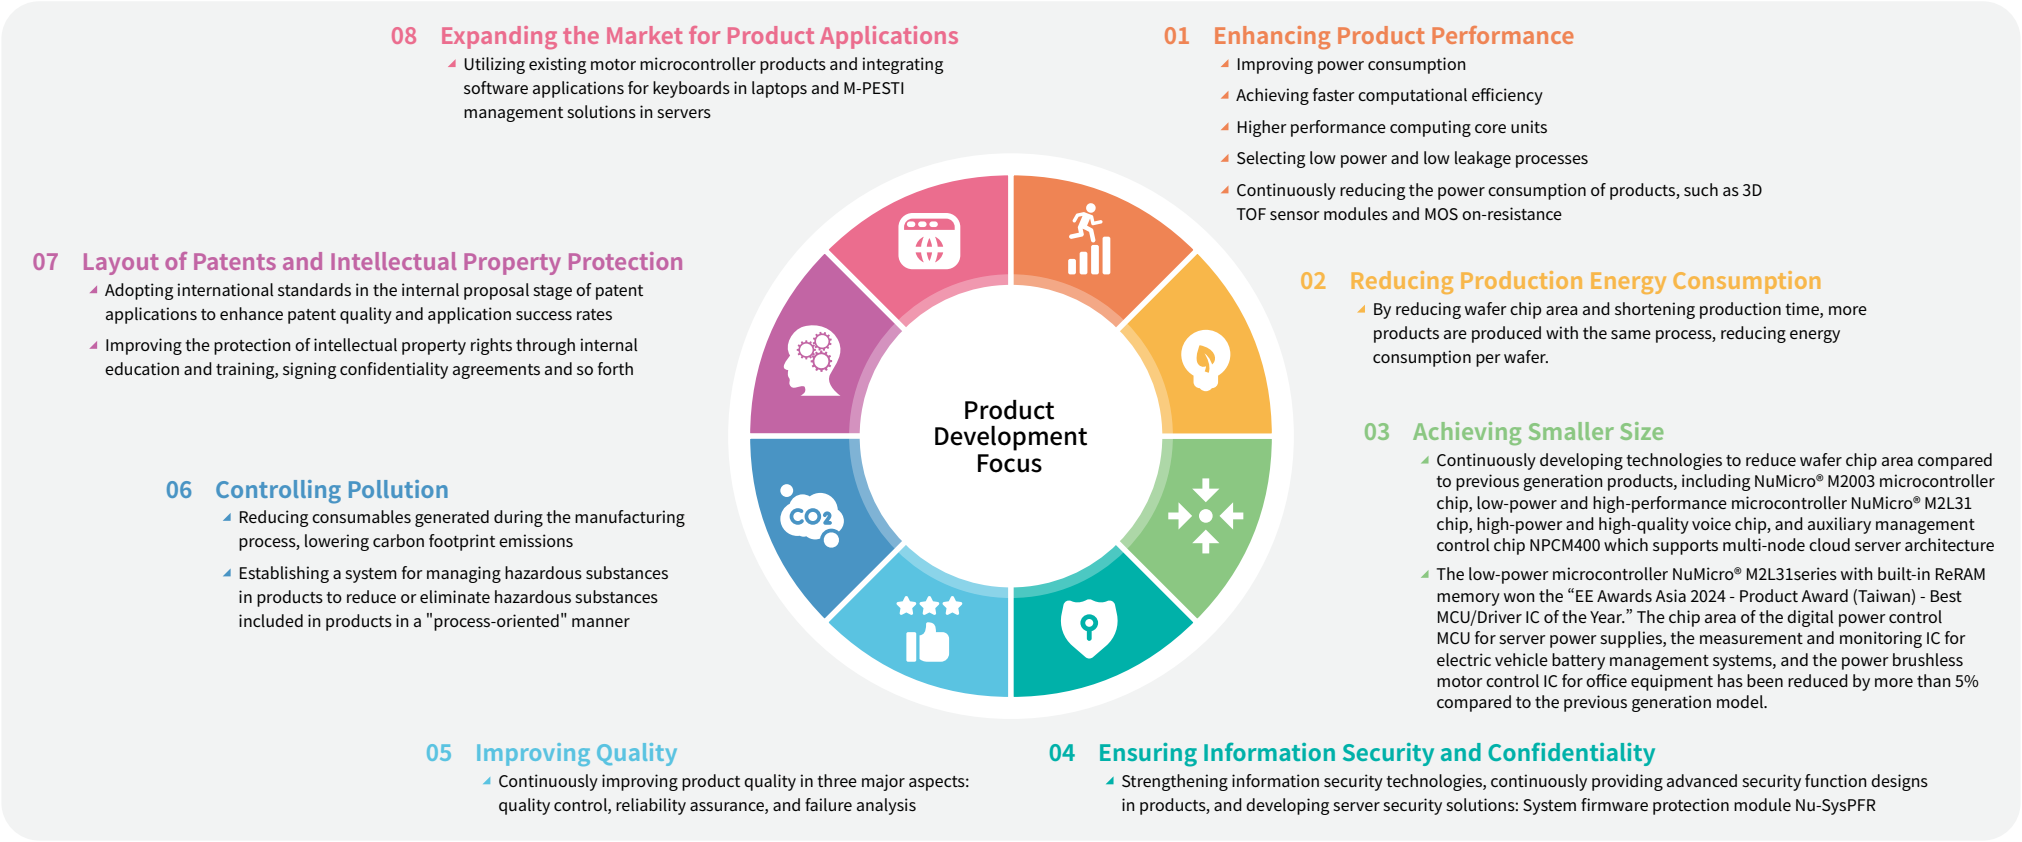 08 Expanding the Market for Product Applications
Utilizing existing motor microcontroller products and integrating
software applications for keyboards in laptops and M-PESTI
management solutions in servers
01 Enhancing Product Performance
Improving power consumption
Achieving faster computational efficiency
Higher performance computing core units
Selecting low power and low leakage processes
Continuously reducing the power consumption of products, such as 3D
TOF sensor modules and MOS on-resistance
07 Layout of Patents and Intellectual Property Protection
Adopting international standards in the internal proposal stage of patent
applications to enhance patent quality and application success rates
Improving the protection of intellectual property rights through internal
education and training, signing confidentiality agreements and so forth
02 Reducing Production Energy Consumption
By reducing wafer chip area and shortening production time, more
products are produced with the same process, reducing energy
consumption per wafer.
Product
Development
Focus
03 Achieving Smaller Size
Continuously developing technologies to reduce wafer chip area compared
to previous generation products, including NuMicro® M2003 microcontroller
chip, low-power and high-performance microcontroller NuMicro® M2L31
chip, high-power and high-quality voice chip, and auxiliary management
control chip NPCM400 which supports multi-node cloud server architecture
The low-power microcontroller NuMicro® M2L31series with built-in ReRAM
memory won the “EE Awards Asia 2024 - Product Award (Taiwan) - Best
MCU/Driver IC of the Year.” The chip area of the digital power control
MCU for server power supplies, the measurement and monitoring IC for
electric vehicle battery management systems, and the power brushless
motor control IC for office equipment has been reduced by more than 5%
compared to the previous generation model.
06 Controlling Pollution
Reducing consumables generated during the manufacturing
process, lowering carbon footprint emissions
Establishing a system for managing hazardous substances
in products to reduce or eliminate hazardous substances
included in products in a "process-oriented" manner
CO2
05 Improving Quality
Continuously improving product quality in three major aspects:
quality control, reliability assurance, and failure analysis
04 Ensuring Information Security and Confidentiality
Strengthening information security technologies, continuously providing advanced security function designs
in products, and developing server security solutions: System firmware protection module Nu-SysPFR